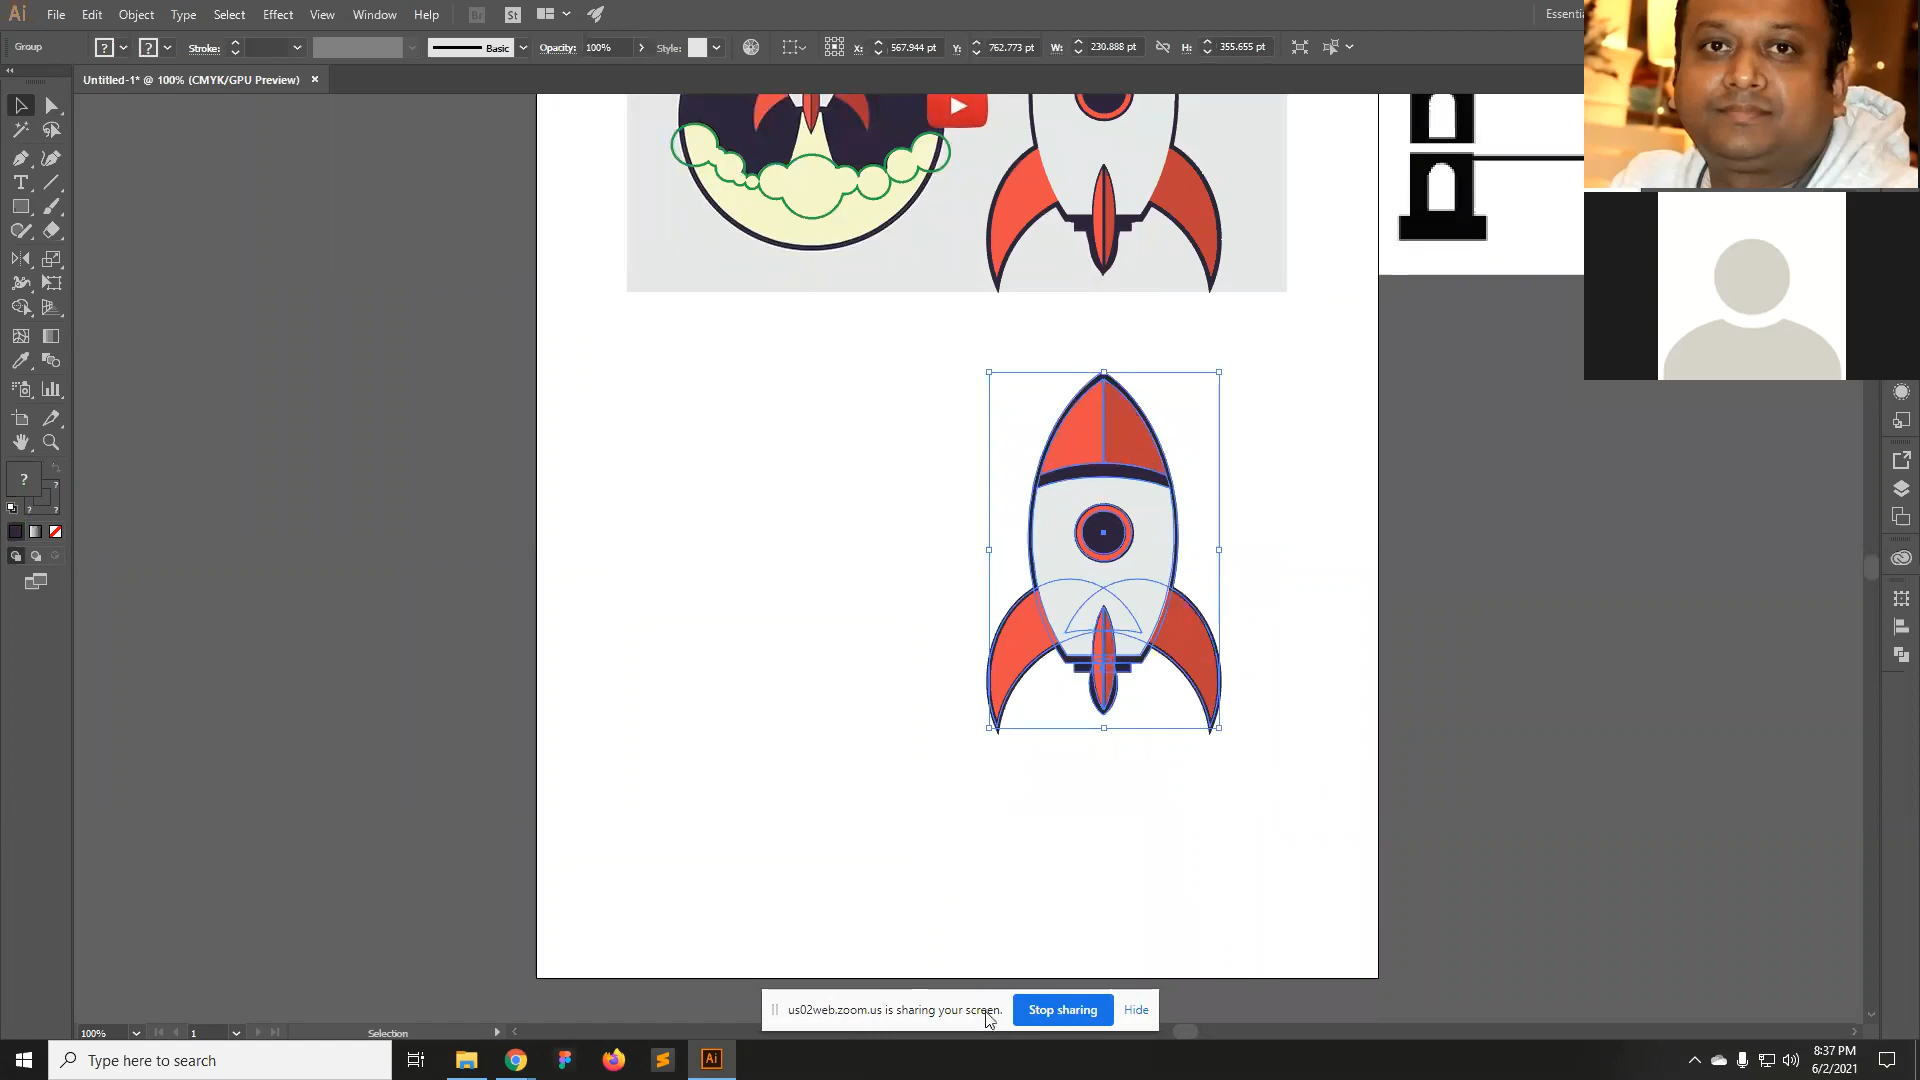 Ai File Edit Object Type Select Effect View Window Help Br St Essentia
Group ? ? Stroke: Basic Opacity: 100% Style: X: 567.944 pt Y: 762.773 pt W: 230.888 pt H: 355.655 pt
Untitled-1* @ 100% (CMYK/GPU Preview) ×
T
?
?
? ?
us02web.zoom.us is sharing your screen. Stop sharing Hide
100% 1 Selection
Type here to search Ai 8:37 PM
6/2/2021